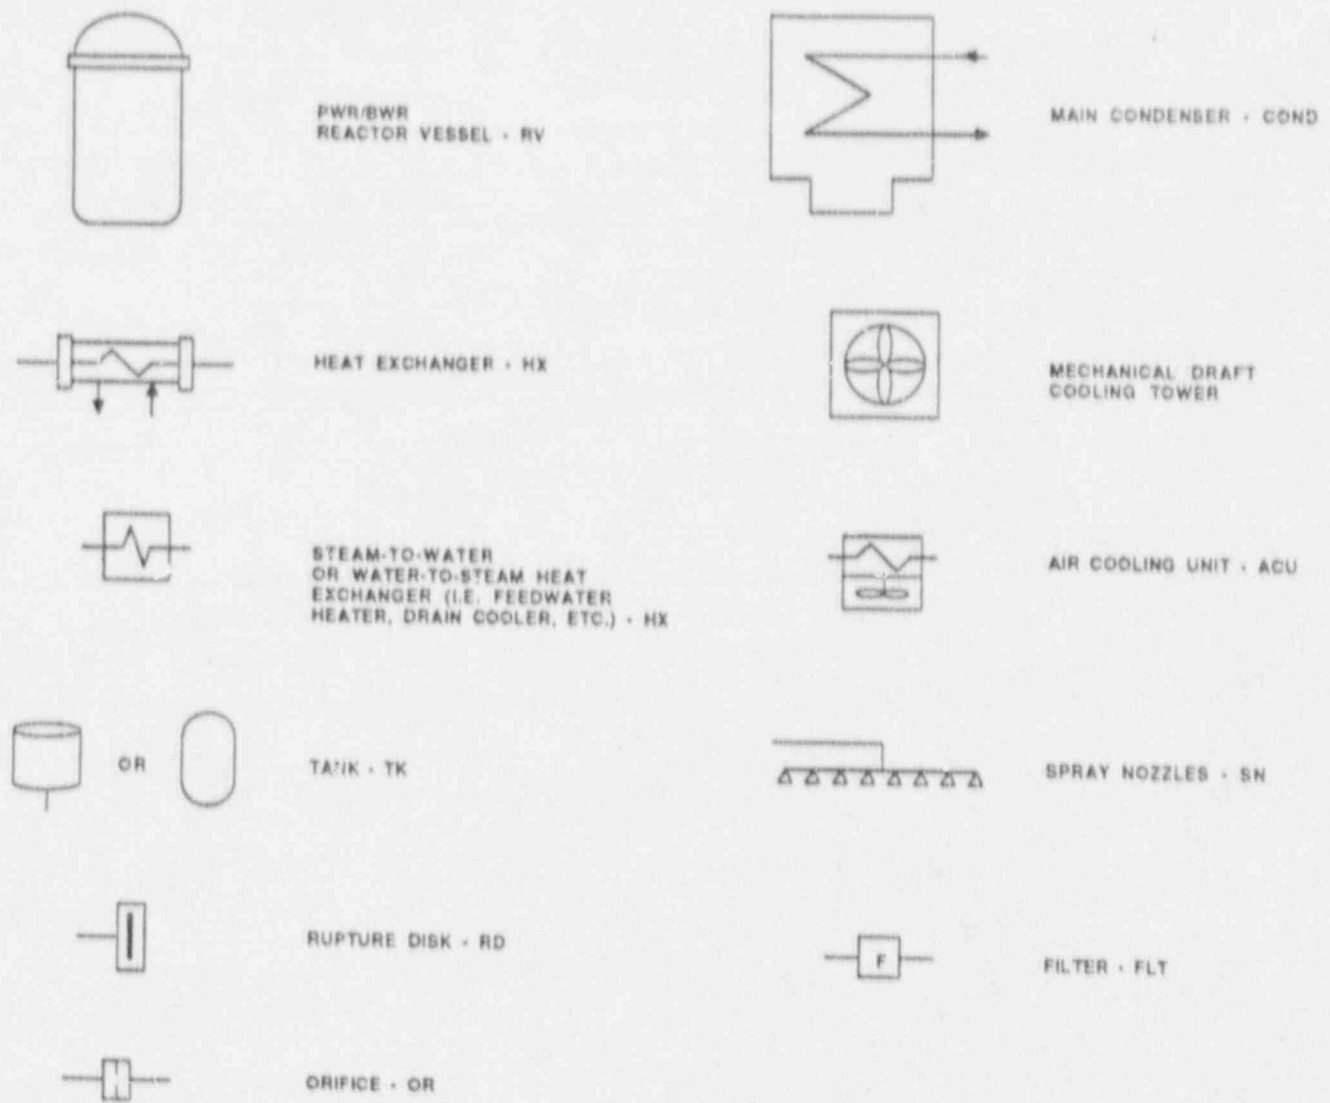 PWR/BWR
REACTOR VESSEL - RV
MAIN CONDENSER - COND
HEAT EXCHANGER - HX
MECHANICAL DRAFT
COOLING TOWER
STEAM-TO-WATER
OR WATER-TO-STEAM HEAT
EXCHANGER (I.E. FEEDWATER
HEATER, DRAIN COOLER, ETC.) - HX
AIR COOLING UNIT - ACU
OR
TANK - TK
SPRAY NOZZLES - SN
RUPTURE DISK - RD
F
FILTER - FLT
ORIFICE - OR